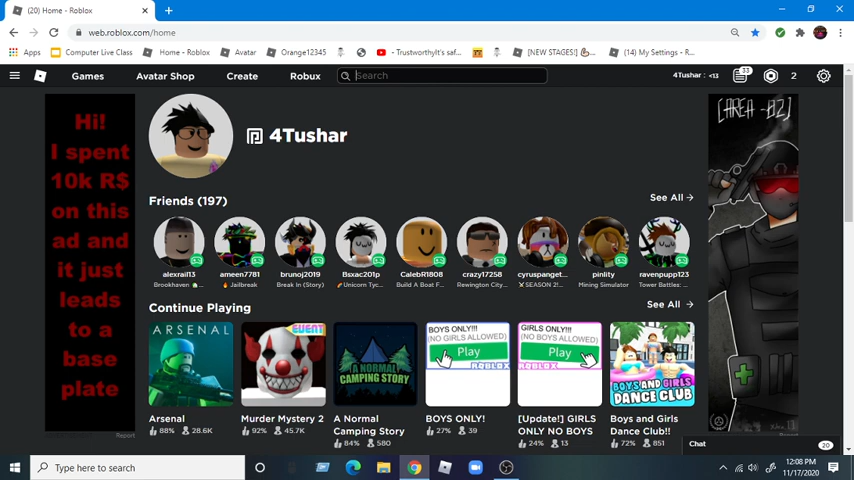 (20) Home - Roblox
web.roblox.com/home
Apps
Computer Live Class
Home - Roblox
Avatar
Orange12345
- TrustworthyIt's saf...
[NEW STAGES!]
(14) My Settings - R...
Games
Avatar Shop
Create
Robux
Search
4Tushar : <13
33
2
Hi!
I spent
10k R$
on this
ad and
it just
leads
to a
base
plate
Report
[AREA-02]
4Tushar
Friends (197)
See All →
alexrail13
ameen7781
brunoj2019
Bsxac201p
CalebR1808
crazy17258
cyruspanget...
pinlity
ravenpupp123
Brookhaven
Jailbreak
Break in (Story)
Unicorn Tyc...
Build A Boat F...
Rewington City...
SEASON 2!...
Mining Simulator
Tower Battles: ...
Continue Playing
See All →
ARSENAL
EVENT
A NORMAL
CAMPING STORY
BOYS ONLY!!!
(NO GIRLS ALLOWED)
Play
ROBLOX
GIRLS ONLY!!!
(NO BOYS ALLOWED)
Play
ROBLOX
BOYS AND GIRLS
DANCE CLUB
Arsenal
88% 28.6K
Murder Mystery 2
92% 45.7K
A Normal
Camping Story
84% 580
BOYS ONLY!
27% 39
[Update!] GIRLS
ONLY NO BOYS
24% 13
Boys and Girls
Dance Club!!
72% 851
Chat
20
Type here to search
12:08 PM
11/17/2020